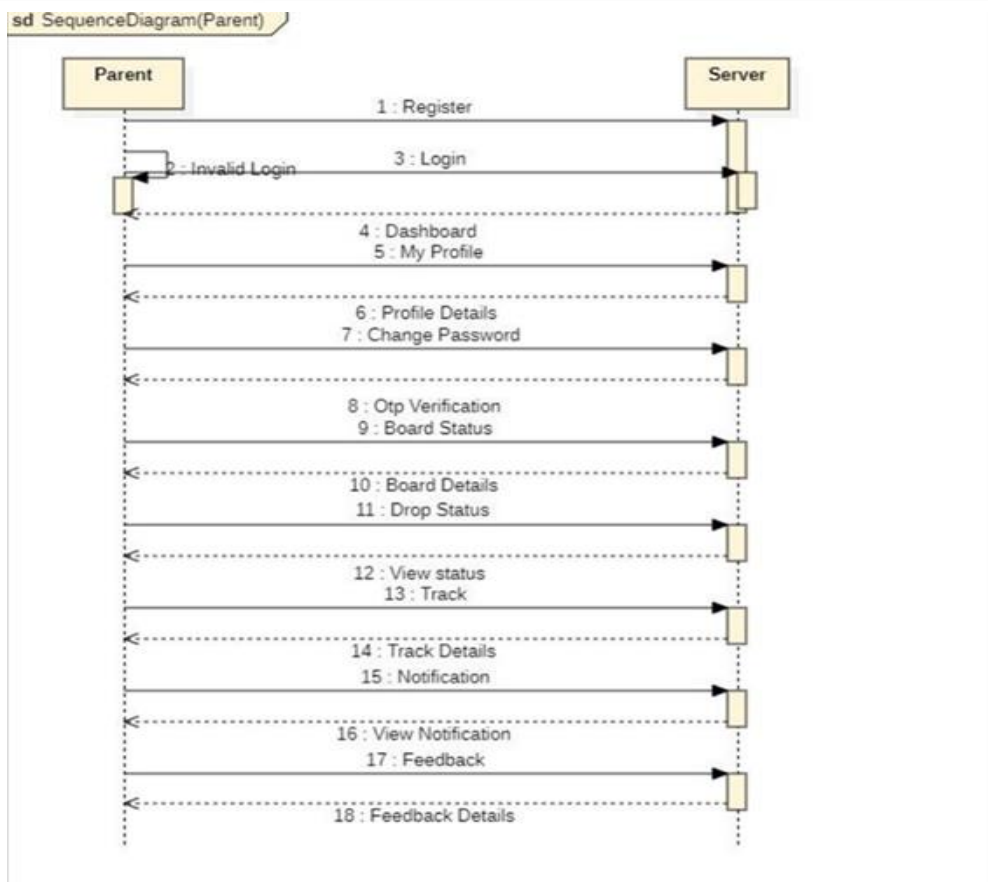 sd SequenceDiagram(Parent)
Parent
Server
1 : Register
3 : Login
2 : Invalid Login
4 : Dashboard
5 : My Profile
6 : Profile Details
7 : Change Password
8 : Otp Verification
9 : Board Status
10 : Board Details
11 : Drop Status
12 : View status
13 : Track
14 : Track Details
15 : Notification
16 : View Notification
17 : Feedback
18 : Feedback Details